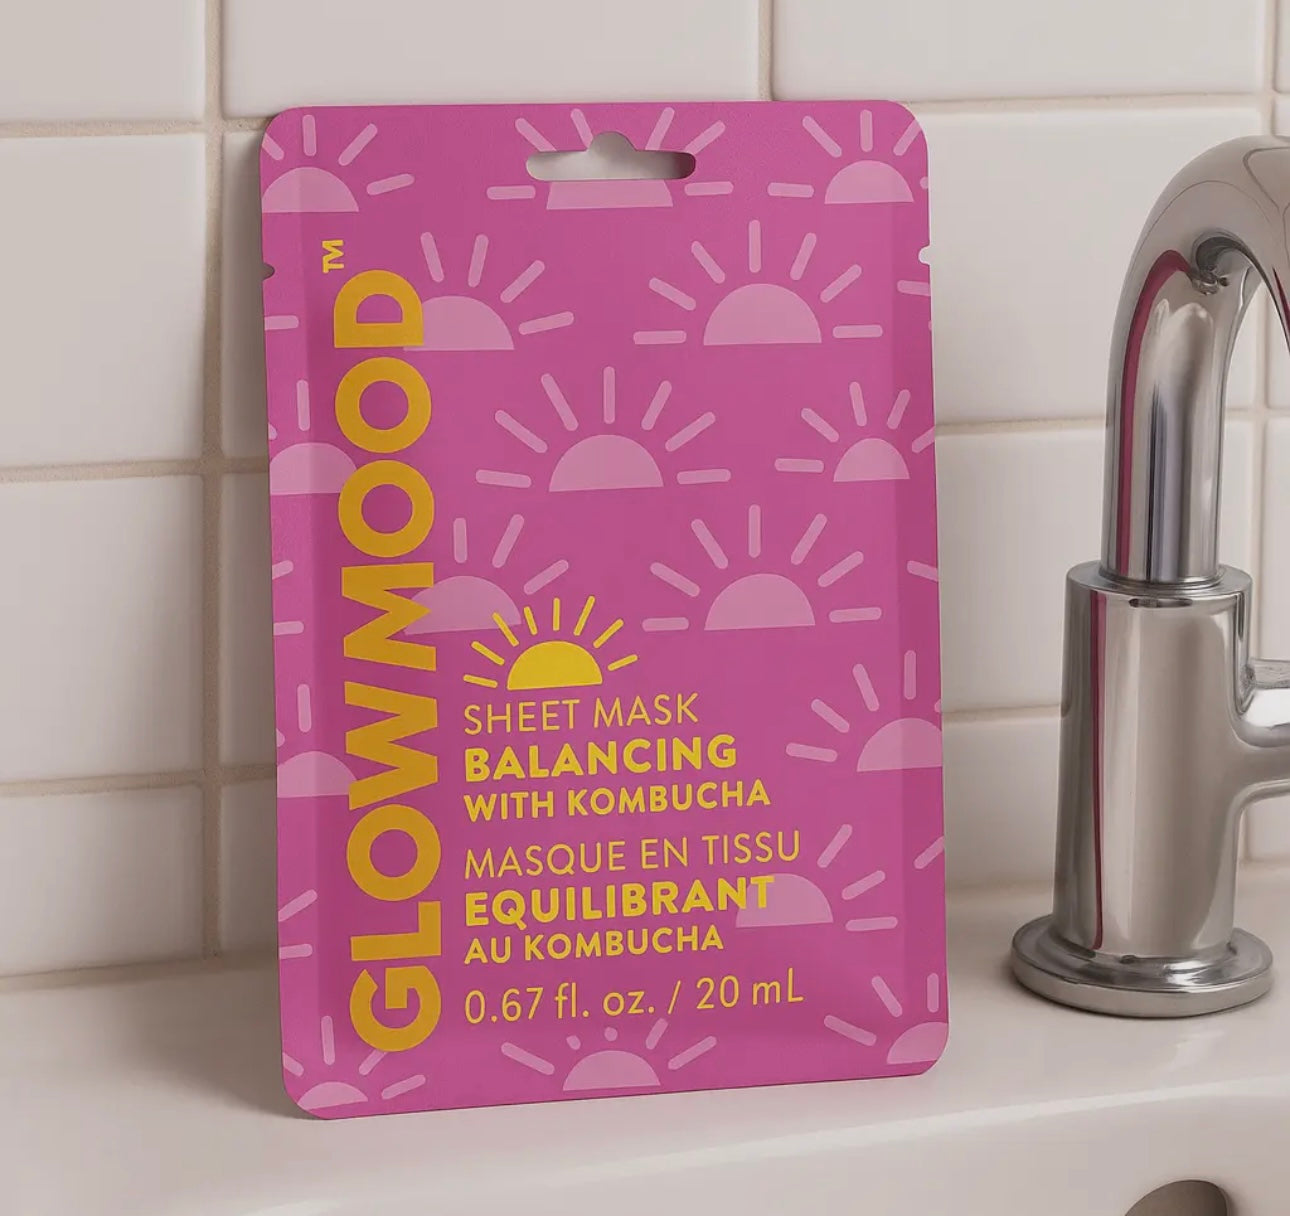 GLOWMOOD™
SHEET MASK
BALANCING
WITH KOMBUCHA
MASQUE EN TISSU
EQUILIBRANT
AU KOMBUCHA
0.67 fl. oz. / 20 mL